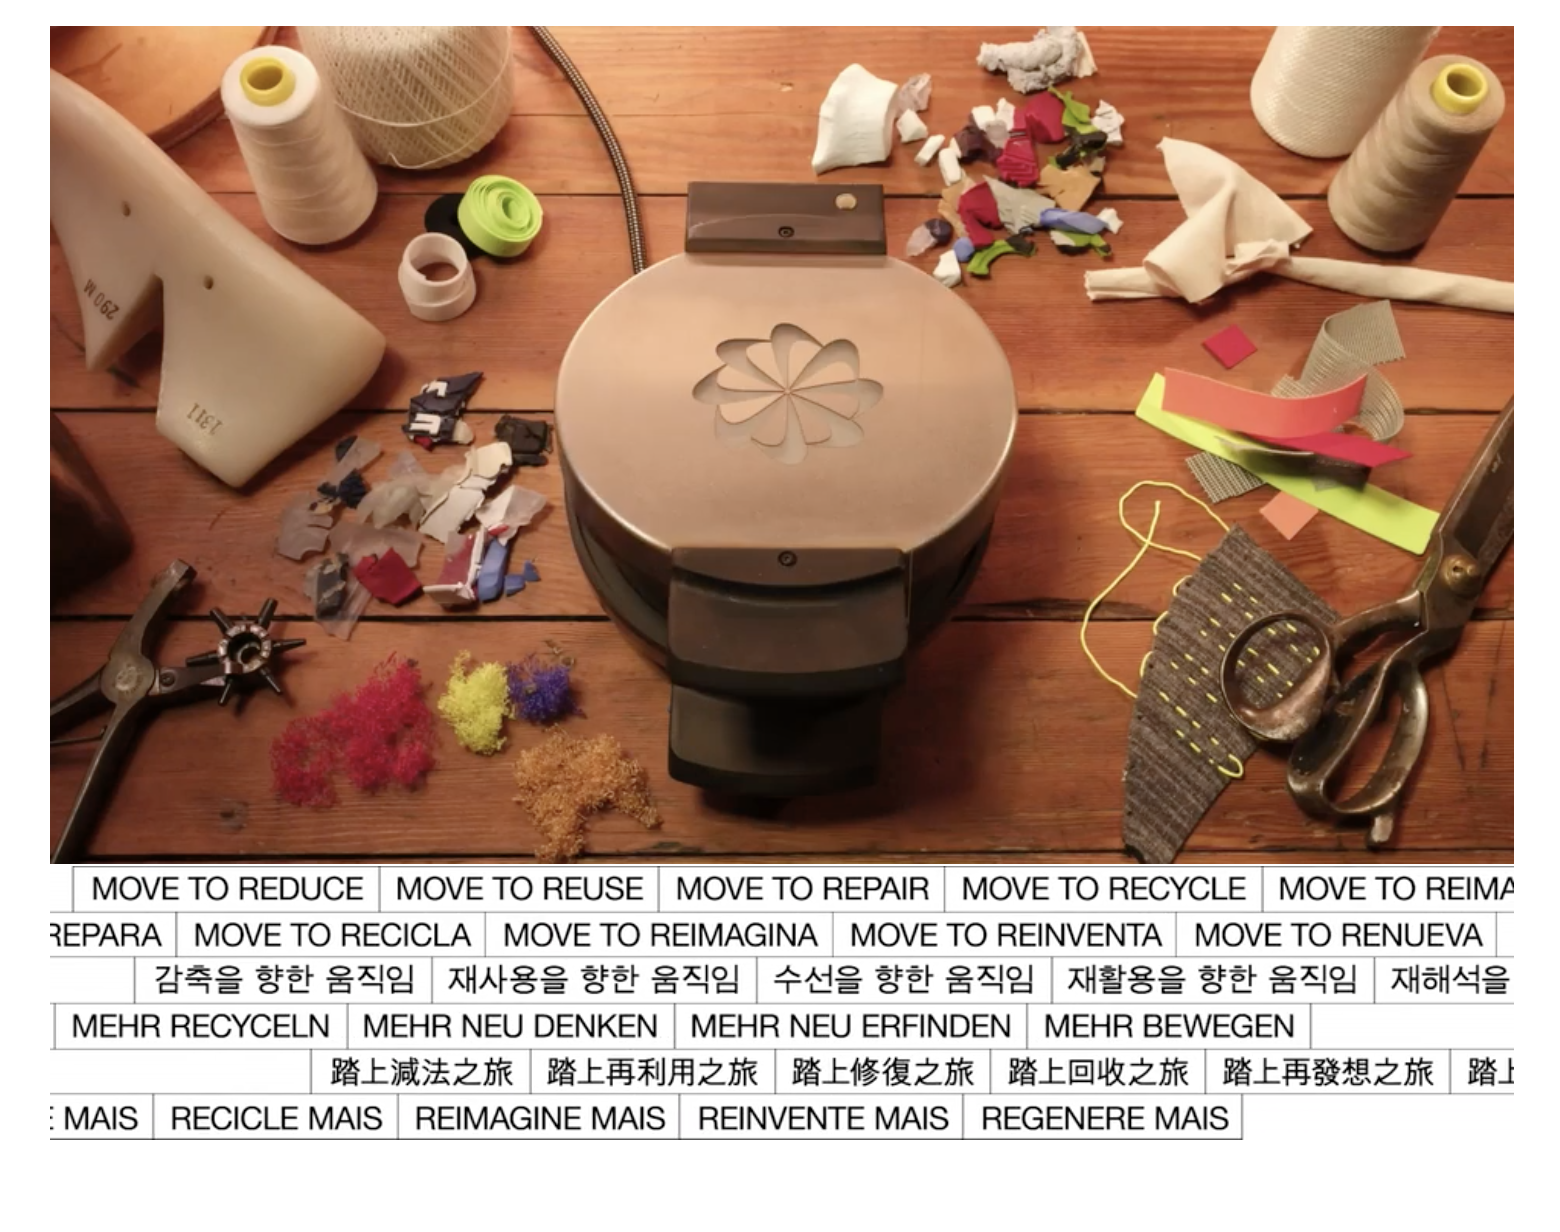 290 M
1311
MOVE TO REDUCE MOVE TO REUSE MOVE TO REPAIR MOVE TO RECYCLE MOVE TO REIMA
REPARA MOVE TO RECICLA MOVE TO REIMAGINA MOVE TO REINVENTA MOVE TO RENUEVA
감축을 향한 움직임 재사용을 향한 움직임 수선을 향한 움직임 재활용을 향한 움직임 재해석을
MEHR RECYCELN MEHR NEU DENKEN MEHR NEU ERFINDEN MEHR BEWEGEN
踏上減法之旅 踏上再利用之旅 踏上修復之旅 踏上回收之旅 踏上再發想之旅 踏上
E MAIS RECICLE MAIS REIMAGINE MAIS REINVENTE MAIS REGENERE MAIS